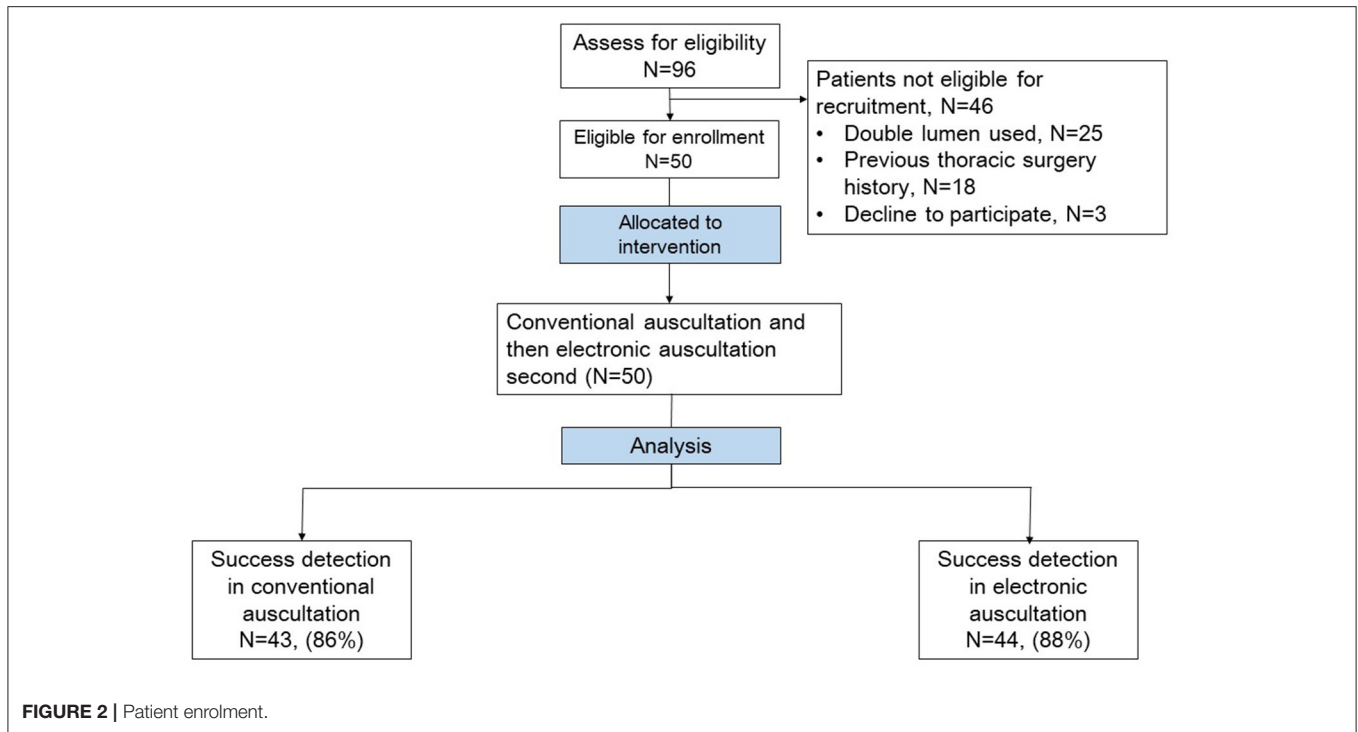 Assess for eligibility
N=96
Patients not eligible for
recruitment, N=46
• Double lumen used, N=25
• Previous thoracic surgery
history, N=18
• Decline to participate, N=3
Eligible for enrollment
N=50
Allocated to
intervention
Conventional auscultation and
then electronic auscultation
second (N=50)
Analysis
Success detection
in conventional
auscultation
N=43, (86%)
Success detection
in electronic
auscultation
N=44, (88%)
FIGURE 2 | Patient enrolment.